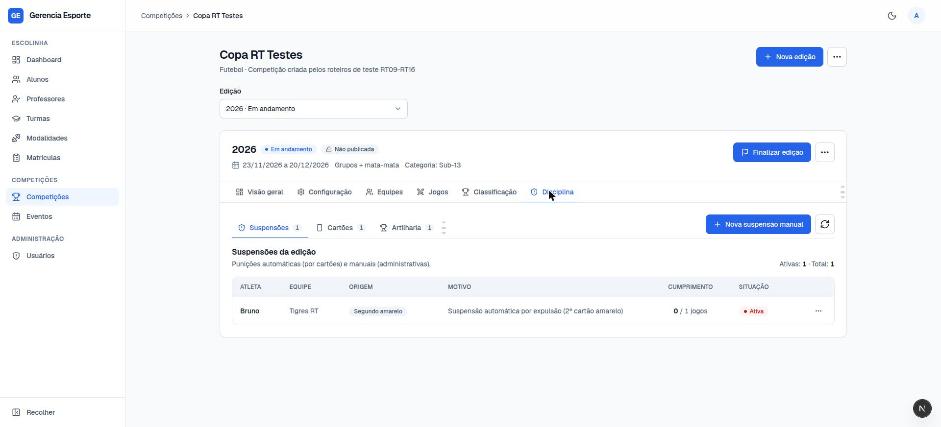 GE Gerencia Esporte
Competições > Copa RT Testes
A
ESCOLINHA
Dashboard
Alunos
Professores
Turmas
Modalidades
Matrículas
COMPETIÇÕES
Competições
Eventos
ADMINISTRAÇÃO
Usuários
Recolher
Copa RT Testes
Futebol · Competição criada pelos roteiros de teste RT09-RT16
Nova edição
Edição
2026 · Em andamento
2026 Em andamento Não publicada
23/11/2026 a 20/12/2026 · Grupos + mata-mata · Categoria: Sub-13
Finalizar edição
Visão geral Configuração Equipes Jogos Classificação Disciplina
Suspensões 1 Cartões 1 Artilharia 1
Nova suspensão manual
Suspensões da edição
Punições automáticas (por cartões) e manuais (administrativas).
Ativas: 1 · Total: 1
ATLETA EQUIPE ORIGEM MOTIVO CUMPRIMENTO SITUAÇÃO
Bruno Tigres RT Segundo amarelo Suspensão automática por expulsão (2º cartão amarelo) 0 / 1 jogos Ativa
N